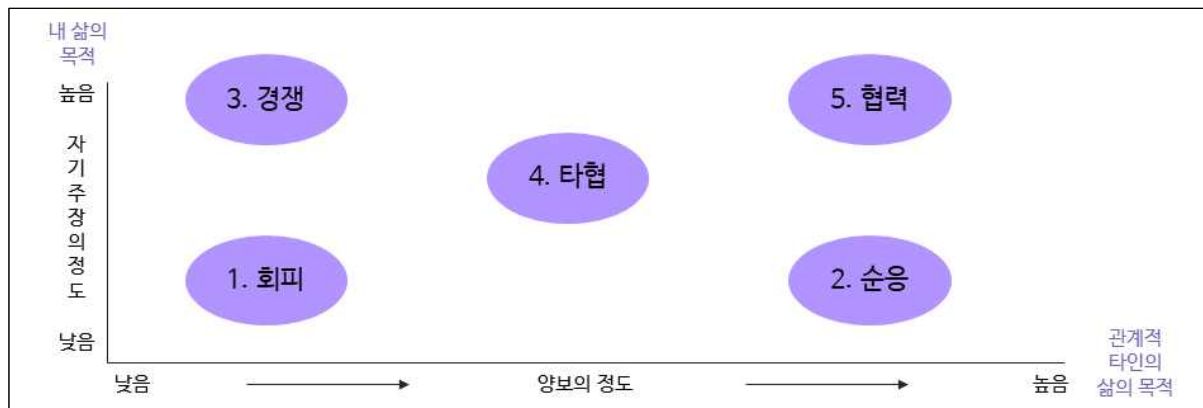 내 삶의
목적
높음
3. 경쟁
5. 협력
자
기
주
장
의
정
도
4. 타협
1. 회피
2. 순응
낮음
관계적
타인의
삶의 목적
낮음
양보의 정도
높음